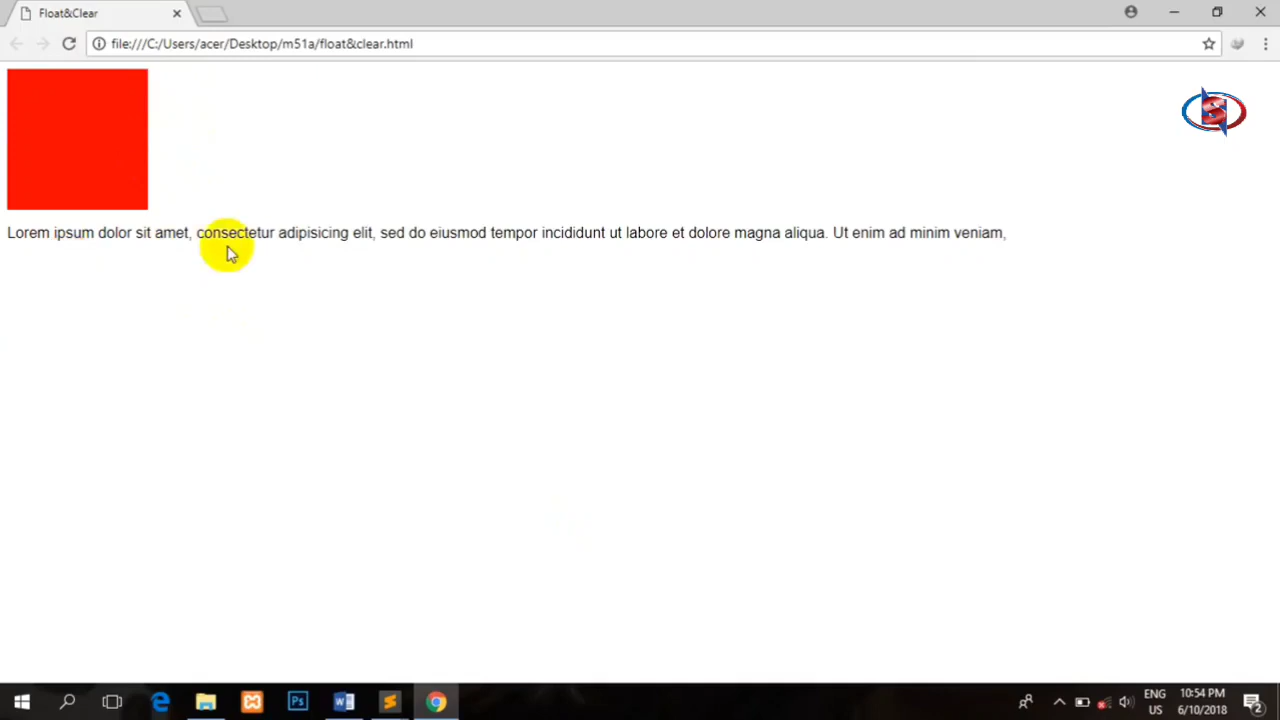 Float&Clear
file:///C:/Users/acer/Desktop/m51a/float&clear.html
S
Lorem ipsum dolor sit amet, consectetur adipisicing elit, sed do eiusmod tempor incididunt ut labore et dolore magna aliqua. Ut enim ad minim veniam,
Ps
ENG
US
10:54 PM
6/10/2018
2